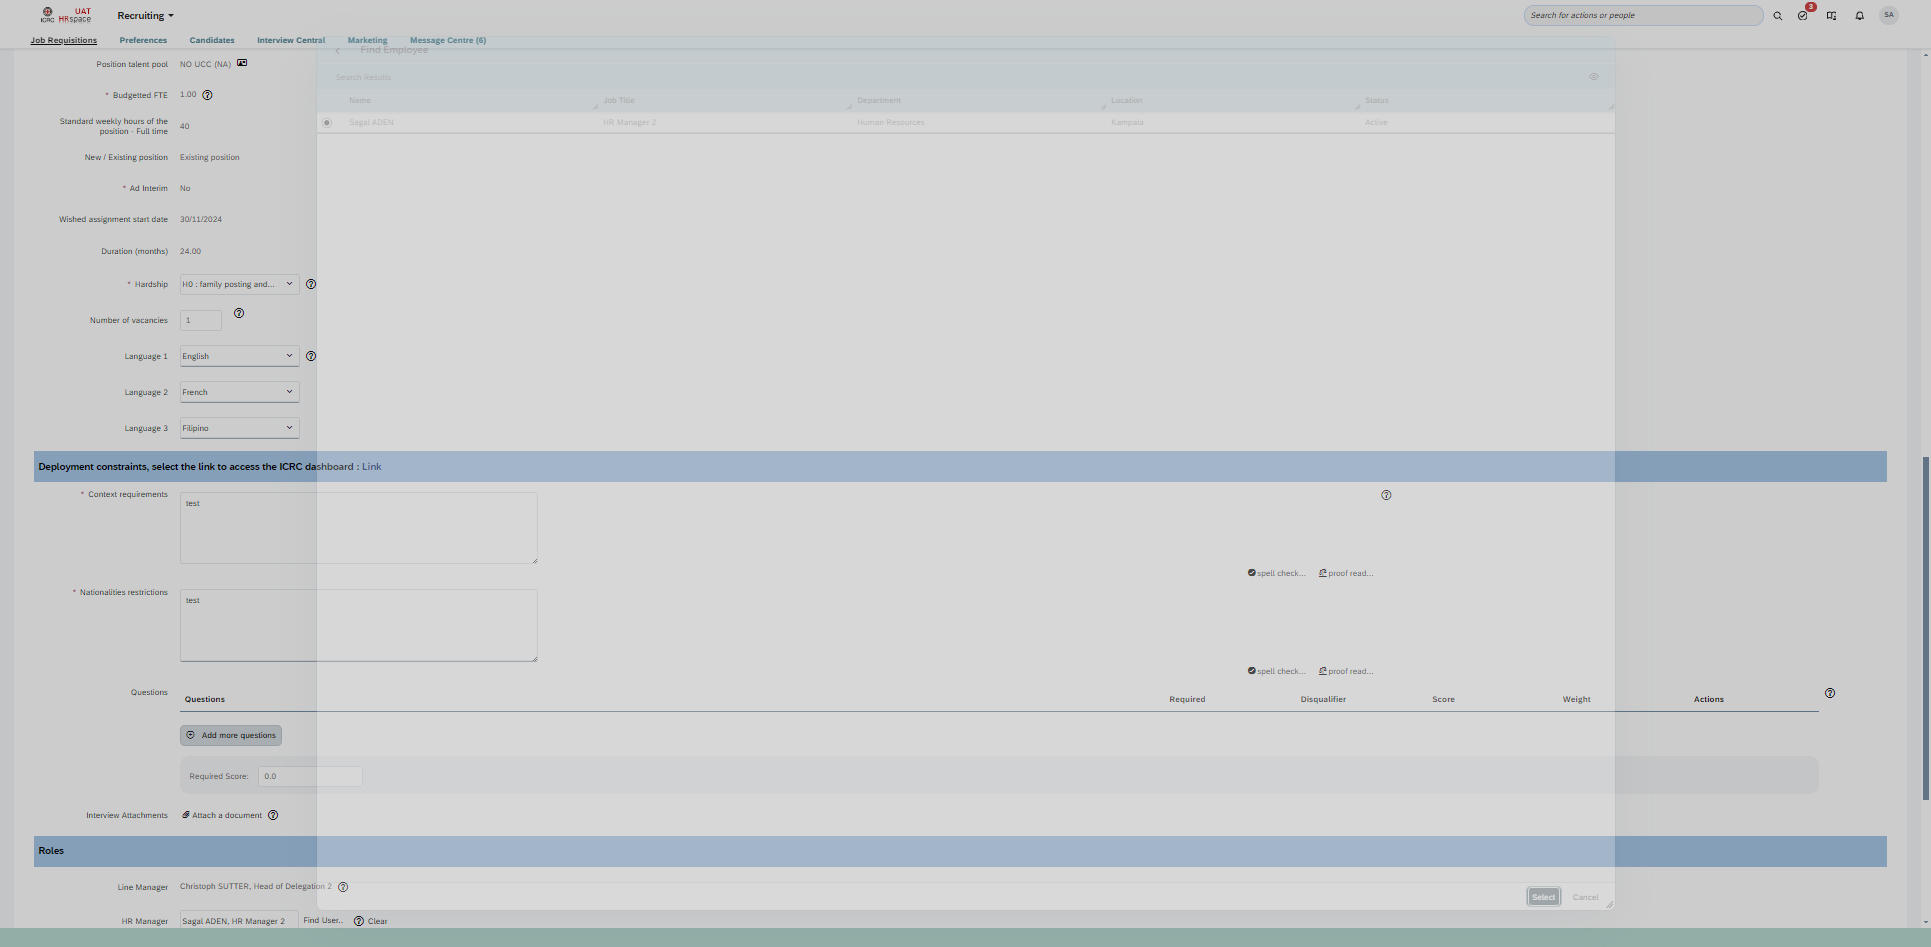 ICRC
UAT
HRspace
Recruiting
Search for actions or people
3
SA
Job Requisitions
Preferences
Candidates
Interview Central
Marketing
Message Centre (6)
Find Employee
Position talent pool
NO UCC (NA)
Search Results
* Budgetted FTE
1.00
Name
Job Title
Department
Location
Status
Sagal ADEN
HR Manager 2
Human Resources
Kampala
Active
Standard weekly hours of the
position - Full time
40
New / Existing position
Existing position
* Ad Interim
No
Wished assignment start date
30/11/2024
Duration (months)
24.00
* Hardship
H0 : family posting and...
Number of vacancies
1
Language 1
English
Language 2
French
Language 3
Filipino
Deployment constraints, select the link to access the ICRC dashboard : Link
* Context requirements
test
spell check...
proof read...
* Nationalities restrictions
test
spell check...
proof read...
Questions
Questions
Required
Disqualifier
Score
Weight
Actions
Add more questions
Required Score:
0.0
Interview Attachments
Attach a document
Roles
Line Manager
Christoph SUTTER, Head of Delegation 2
Select
Cancel
HR Manager
Sagal ADEN, HR Manager 2
Find User..
Clear